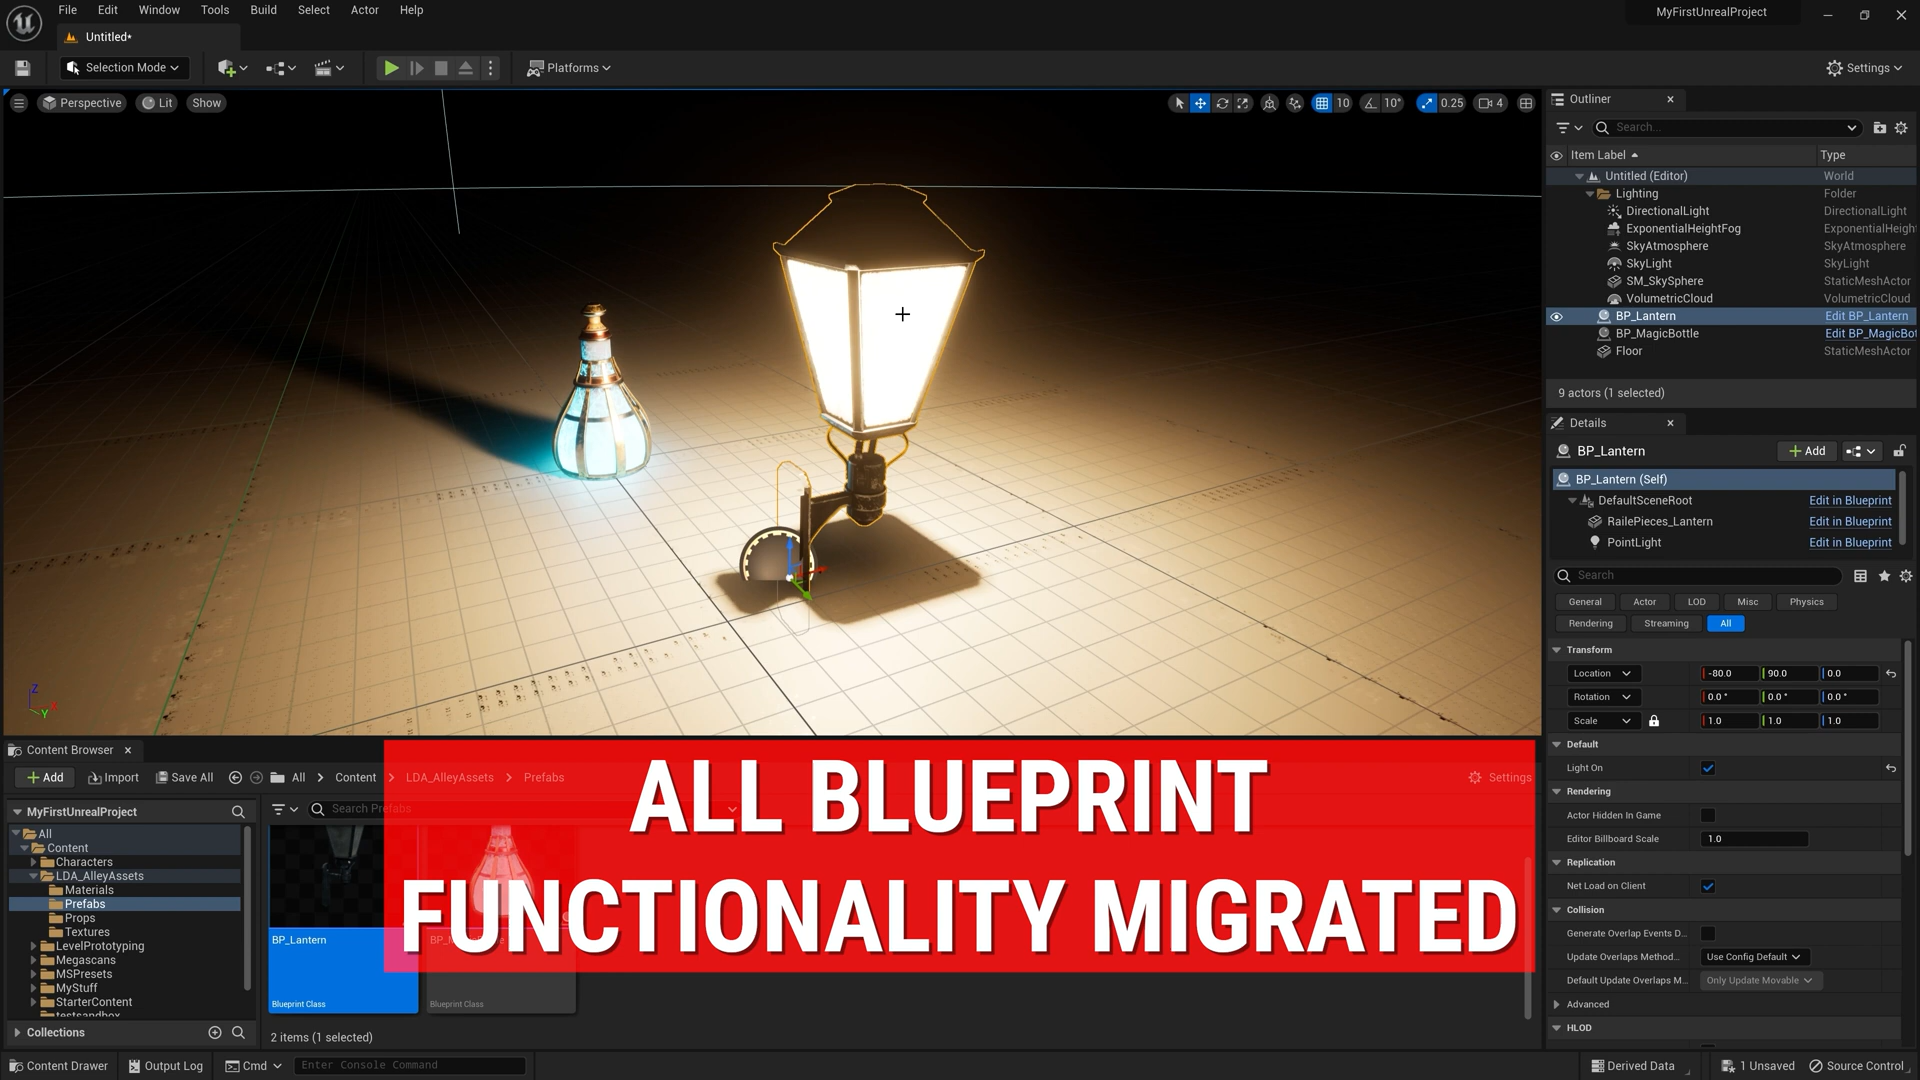 File Edit Window Tools Build Select Actor Help
MyFirstUnrealProject
Untitled*
Selection Mode
Platforms
Settings
Perspective Lit Show
10 10° 0.25 4
Outliner
Search...
Item Label Type
Untitled (Editor) World
Lighting Folder
DirectionalLight DirectionalLight
ExponentialHeightFog ExponentialHeigh
SkyAtmosphere SkyAtmosphere
SkyLight SkyLight
SM_SkySphere StaticMeshActor
VolumetricCloud VolumetricCloud
BP_Lantern Edit BP_Lantern
BP_MagicBottle Edit BP_MagicBot
Floor StaticMeshActor
9 actors (1 selected)
Details
BP_Lantern
Add
BP_Lantern (Self)
DefaultSceneRoot Edit in Blueprint
RailePieces_Lantern Edit in Blueprint
PointLight Edit in Blueprint
Search
General Actor LOD Misc Physics
Rendering Streaming All
Transform
Location -80.0 90.0 0.0
Rotation 0.0° 0.0° 0.0°
Scale 1.0 1.0 1.0
Default
Light On
Rendering
Actor Hidden In Game
Editor Billboard Scale 1.0
Replication
Net Load on Client
Collision
Generate Overlap Events D...
Update Overlaps Method... Use Config Default
Default Update Overlaps M... Only Update Movable
Advanced
HLOD
Z
Y
Content Browser
Add Import Save All All Content LDA_AlleyAssets Prefabs
Settings
MyFirstUnrealProject
Search Prefabs
All
Content
Characters
LDA_AlleyAssets
Materials
Prefabs
Props
Textures
LevelPrototyping
Megascans
MSPresets
MyStuff
StarterContent
testsandbox
Collections
ALL BLUEPRINT
FUNCTIONALITY MIGRATED
BP_Lantern
Blueprint Class
Blueprint Class
2 items (1 selected)
Content Drawer Output Log Cmd Enter Console Command
Derived Data 1 Unsaved Source Control